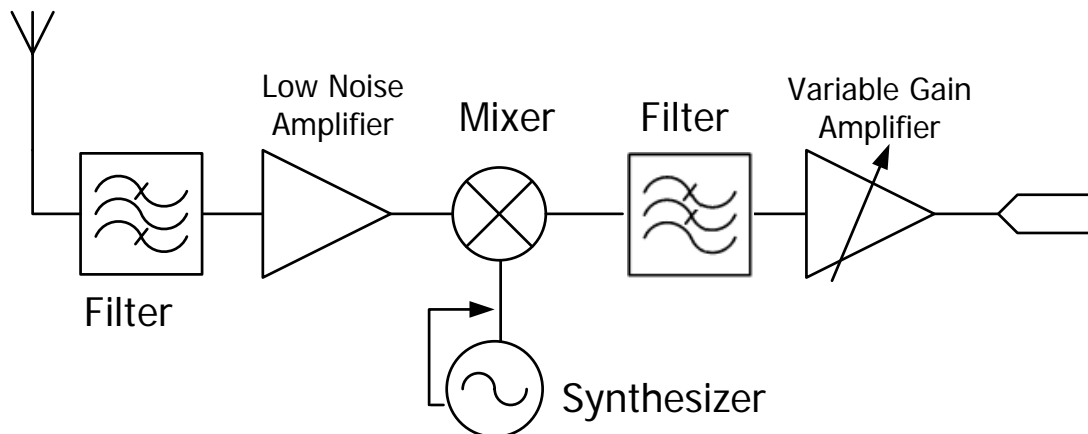 Low Noise
Amplifier
Mixer
Filter
Variable Gain
Amplifier
Filter
Synthesizer